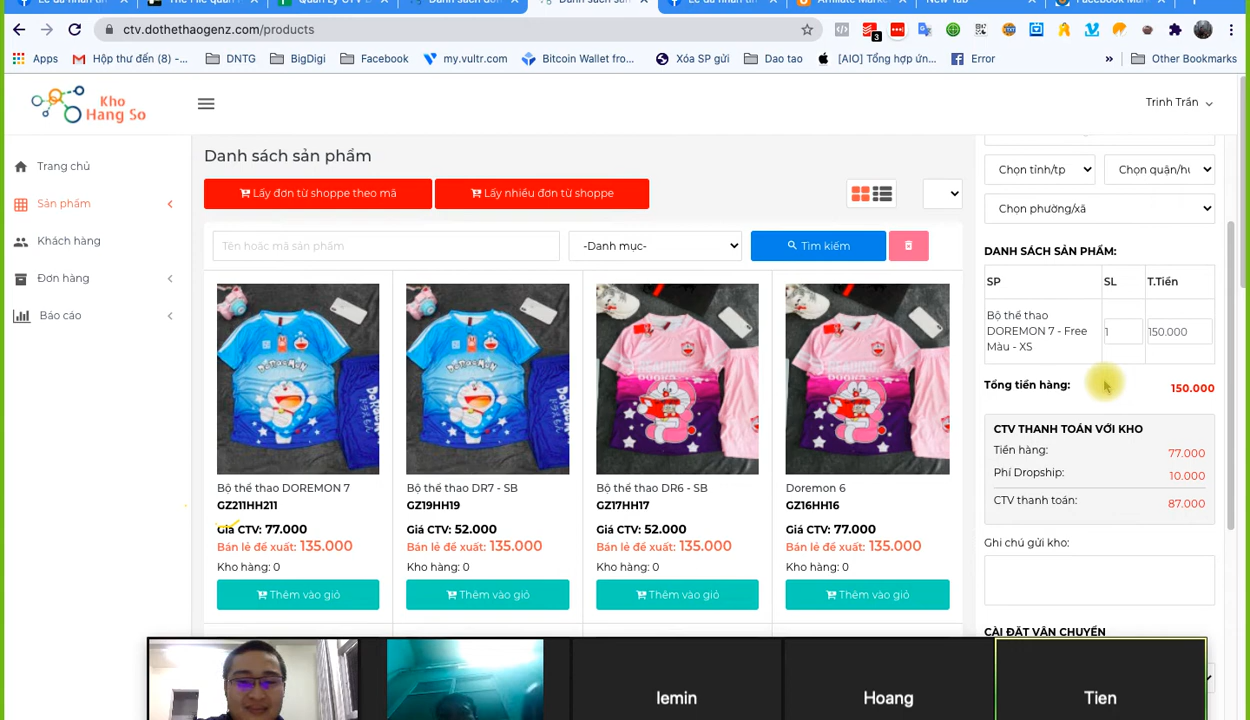 Quản Lý CTV
New Tab
ctv.dothethaogenz.com/products
Apps Hộp thư đến (8) -... DNTG BigDigi Facebook my.vultr.com Bitcoin Wallet fro... Xóa SP gửi Dao tao [AIO] Tổng hợp ứn... Error » Other Bookmarks
Kho
Hang So
Trinh Trần
Trang chủ
Sản phẩm
Khách hàng
Đơn hàng
Báo cáo
Danh sách sản phẩm
Lấy đơn từ shoppe theo mã
Lấy nhiều đơn từ shoppe
Tên hoặc mã sản phẩm
-Danh mục-
Tìm kiếm
Bộ thể thao DOREMON 7
GZ211HH211
Giá CTV: 77.000
Bán lẻ đề xuất: 135.000
Kho hàng: 0
Thêm vào giỏ
Bộ thể thao DR7 - SB
GZ19HH19
Giá CTV: 52.000
Bán lẻ đề xuất: 135.000
Kho hàng: 0
Thêm vào giỏ
Bộ thể thao DR6 - SB
GZ17HH17
Giá CTV: 52.000
Bán lẻ đề xuất: 135.000
Kho hàng: 0
Thêm vào giỏ
Doremon 6
GZ16HH16
Giá CTV: 77.000
Bán lẻ đề xuất: 135.000
Kho hàng: 0
Thêm vào giỏ
Chọn tỉnh/tp
Chọn quận/hu
Chọn phường/xã
DANH SÁCH SẢN PHẨM:
SP SL T.Tiền
Bộ thể thao
DOREMON 7 - Free
Màu - XS
1
150.000
Tổng tiền hàng: 150.000
CTV THANH TOÁN VỚI KHO
Tiền hàng: 77.000
Phí Dropship: 10.000
CTV thanh toán: 87.000
Ghi chú gửi kho:
CÀI ĐẶT VẬN CHUYỂN
lemin
Hoang
Tien